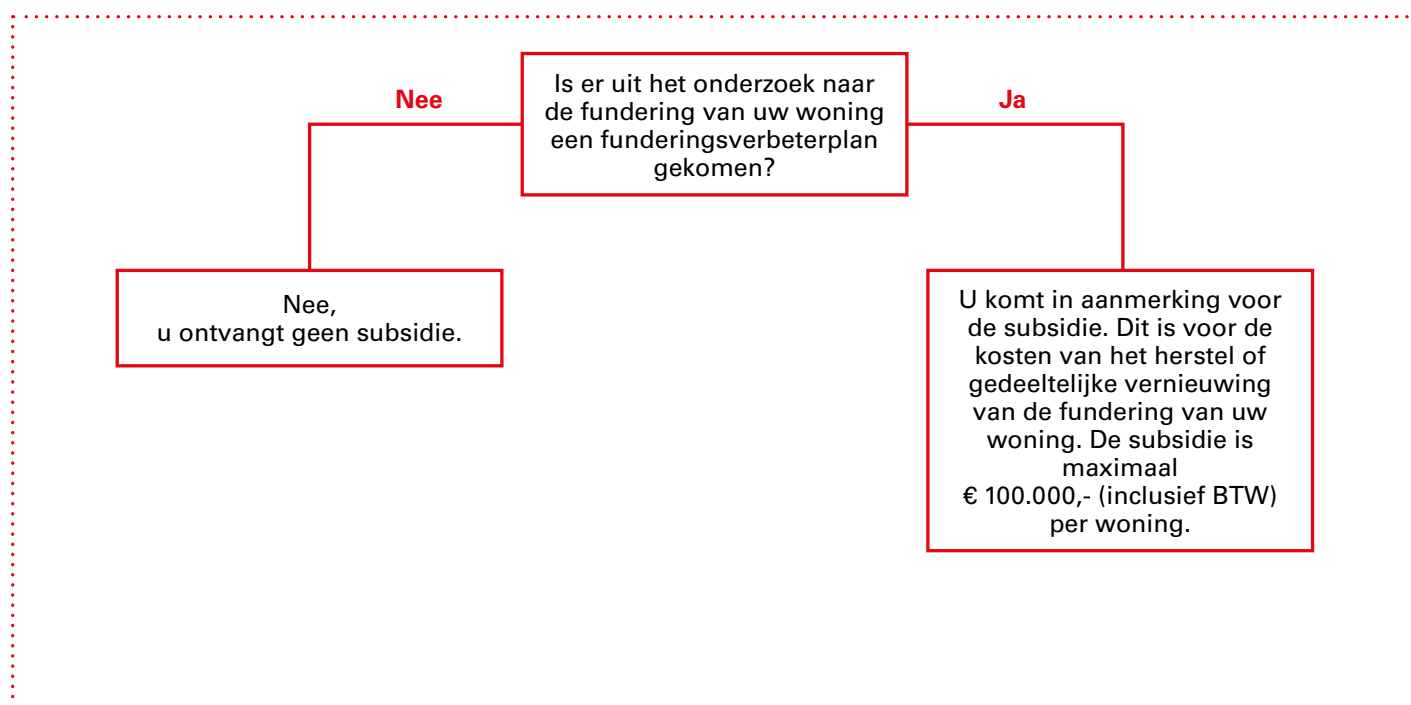 Is er uit het onderzoek naar
de fundering van uw woning
een funderingsverbeterplan
gekomen?
Nee
Ja
Nee,
u ontvangt geen subsidie.
U komt in aanmerking voor
de subsidie. Dit is voor de
kosten van het herstel of
gedeeltelijke vernieuwing
van de fundering van uw
woning. De subsidie is
maximaal
€ 100.000,- (inclusief BTW)
per woning.